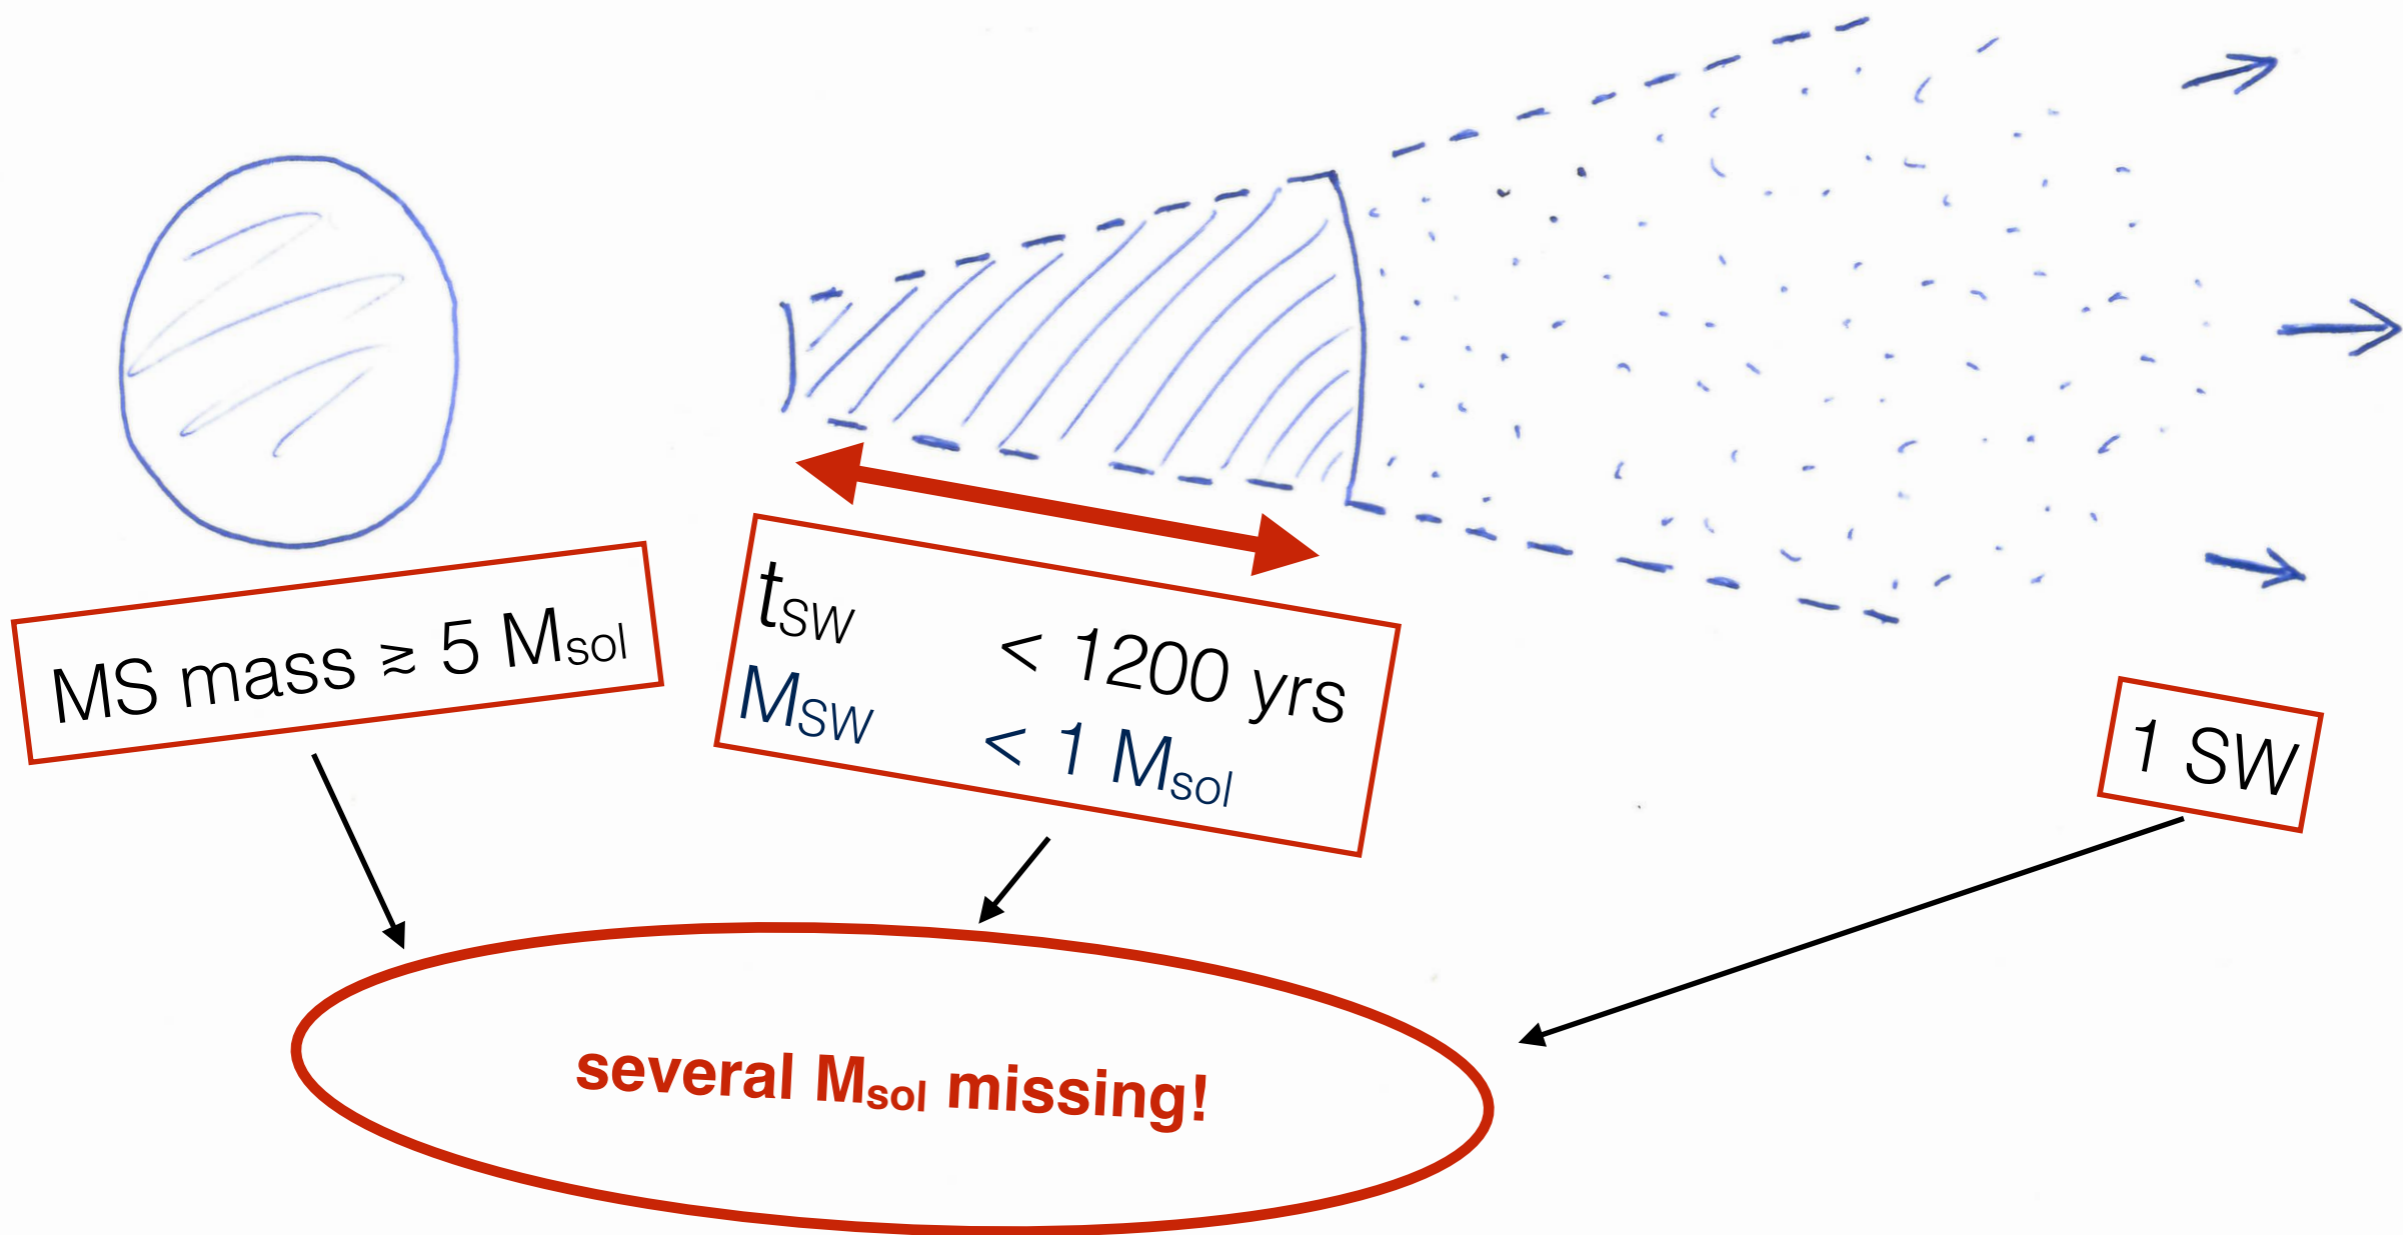 MS mass ≳ 5 Msol
tSW < 1200 yrs
MSW < 1 Msol
1 SW
several Msol missing!